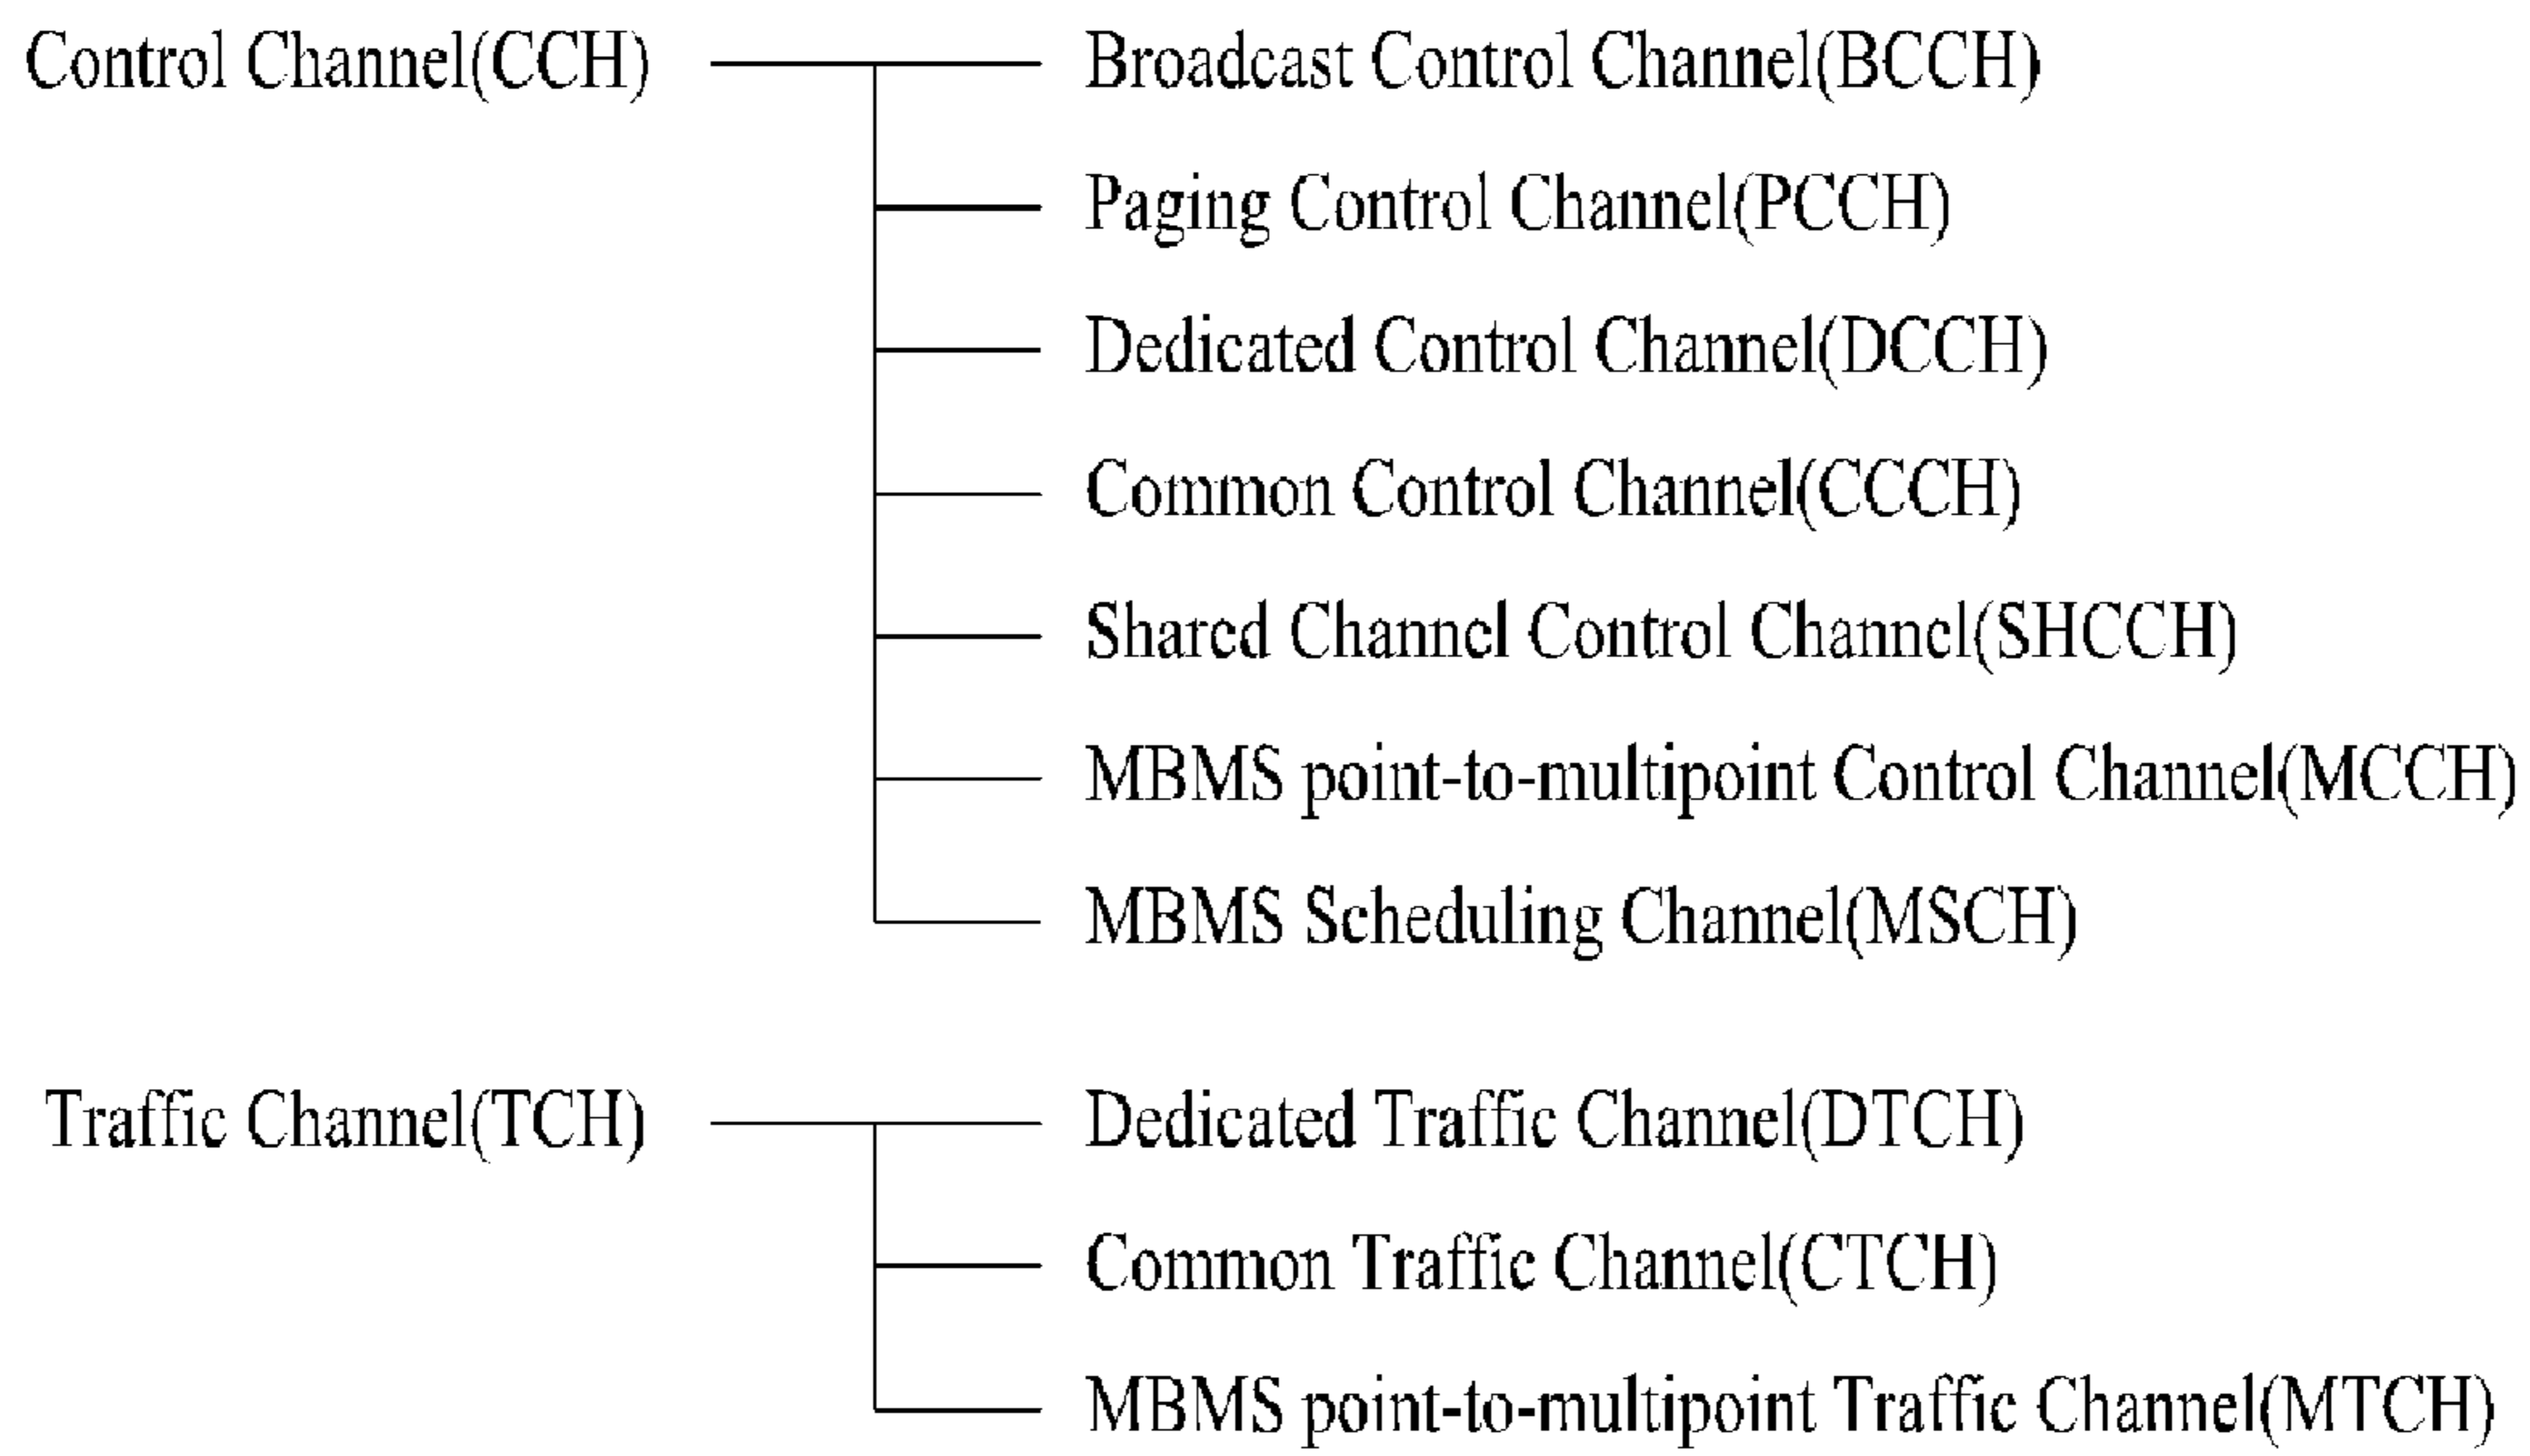 Control Channel(CCH)
Broadcast Control Channel(BCCH)
Paging Control Channel(PCCH)
Dedicated Control Channel(DCCH)
Common Control Channel(CCCH)
Shared Channel Control Channel(SHCCH)
MBMS point-to-multipoint Control Channel(MCCH)
MBMS Scheduling Channel(MSCH)
Traffic Channel(TCH)
Dedicated Traffic Channel(DTCH)
Common Traffic Channel(CTCH)
MBMS point-to-multipoint Traffic Channel(MTCH)